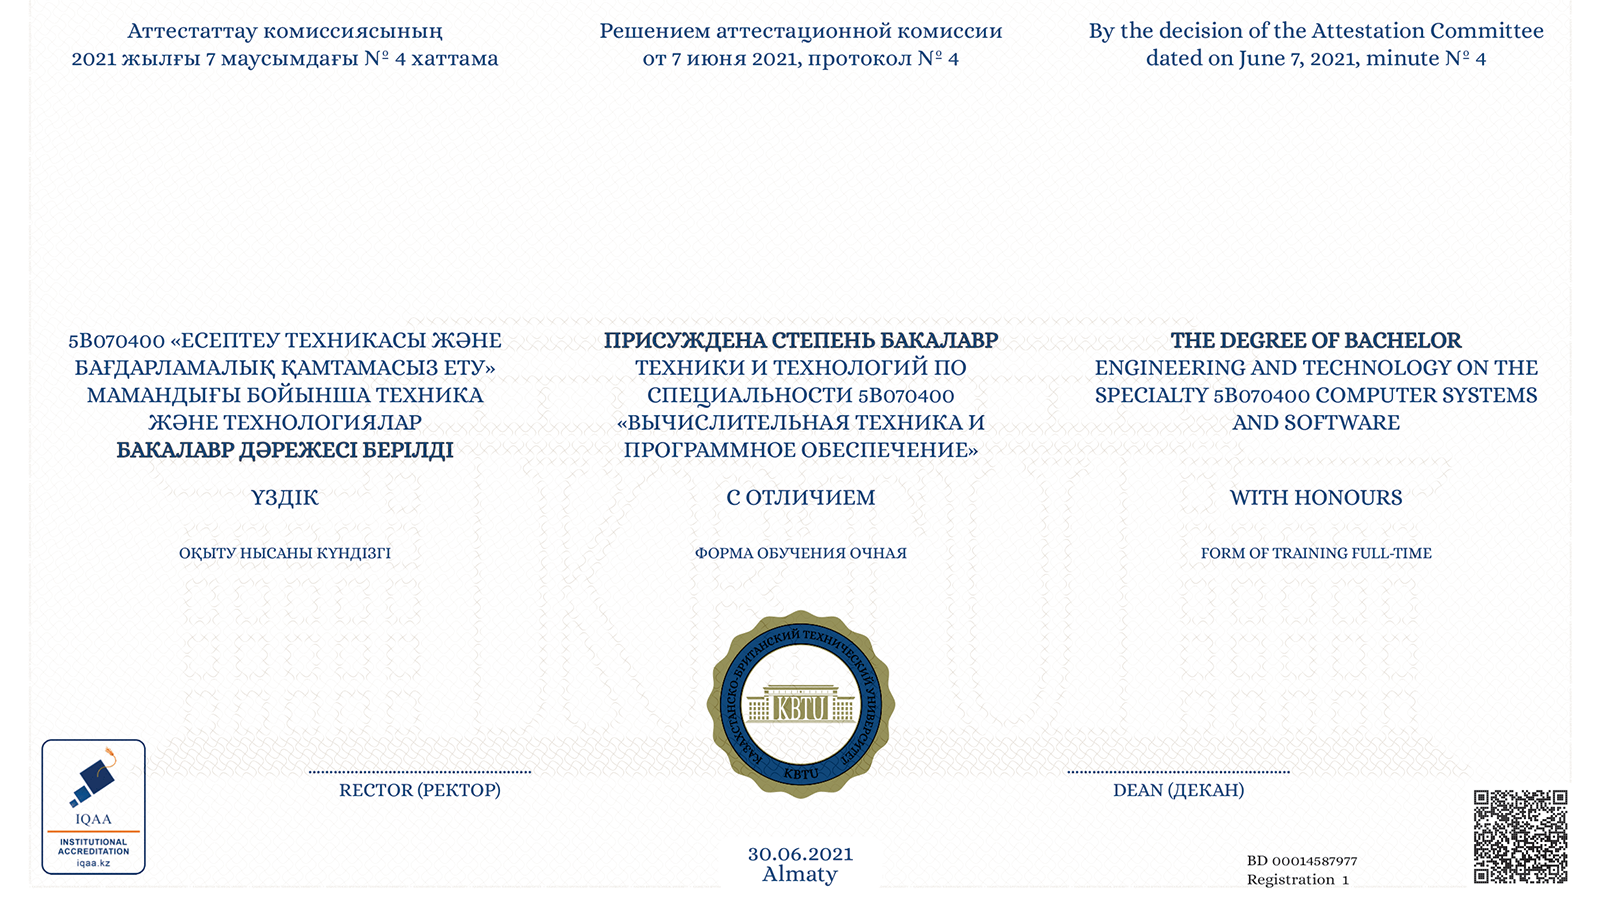 Аттестаттау комиссиясының
2021 жылғы 7 маусымдағы № 4 хаттама
Решением аттестационной комиссии
от 7 июня 2021, протокол № 4
By the decision of the Attestation Committee
dated on June 7, 2021, minute № 4
5В070400 «ЕСЕПТЕУ ТЕХНИКАСЫ ЖӘНЕ
БАҒДАРЛАМАЛЫҚ ҚАМТАМАСЫЗ ЕТУ»
МАМАНДЫҒЫ БОЙЫНША ТЕХНИКА
ЖӘНЕ ТЕХНОЛОГИЯЛАР
БАКАЛАВР ДӘРЕЖЕСІ БЕРІЛДІ
ҮЗДІК
ОҚЫТУ НЫСАНЫ КҮНДІЗГІ
ПРИСУЖДЕНА СТЕПЕНЬ БАКАЛАВР
ТЕХНИКИ И ТЕХНОЛОГИЙ ПО
СПЕЦИАЛЬНОСТИ 5В070400
«ВЫЧИСЛИТЕЛЬНАЯ ТЕХНИКА И
ПРОГРАММНОЕ ОБЕСПЕЧЕНИЕ»
С ОТЛИЧИЕМ
ФОРМА ОБУЧЕНИЯ ОЧНАЯ
THE DEGREE OF BACHELOR
ENGINEERING AND TECHNOLOGY ON THE
SPECIALTY 5B070400 COMPUTER SYSTEMS
AND SOFTWARE
WITH HONOURS
FORM OF TRAINING FULL-TIME
КАЗАХСТАНСКО-БРИТАНСКИЙ ТЕХНИЧЕСКИЙ УНИВЕРСИТЕТ
KBTU
KBTU
RECTOR (РЕКТОР)
DEAN (ДЕКАН)
IQAA
INSTITUTIONAL
ACCREDITATION
iqaa.kz
30.06.2021
Almaty
BD 00014587977
Registration 1